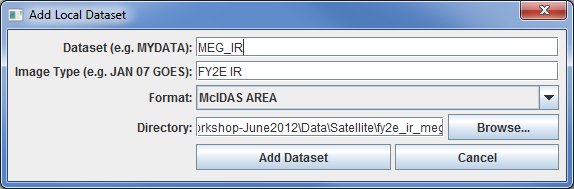 Add Local Dataset
Dataset (e.g. MYDATA): MEG_IR
Image Type (e.g. JAN 07 GOES): FY2E IR
Format: McIDAS AREA
Directory: orkshop-June2012\Data\Satellite\fy2e_ir_meg Browse...
Add Dataset Cancel